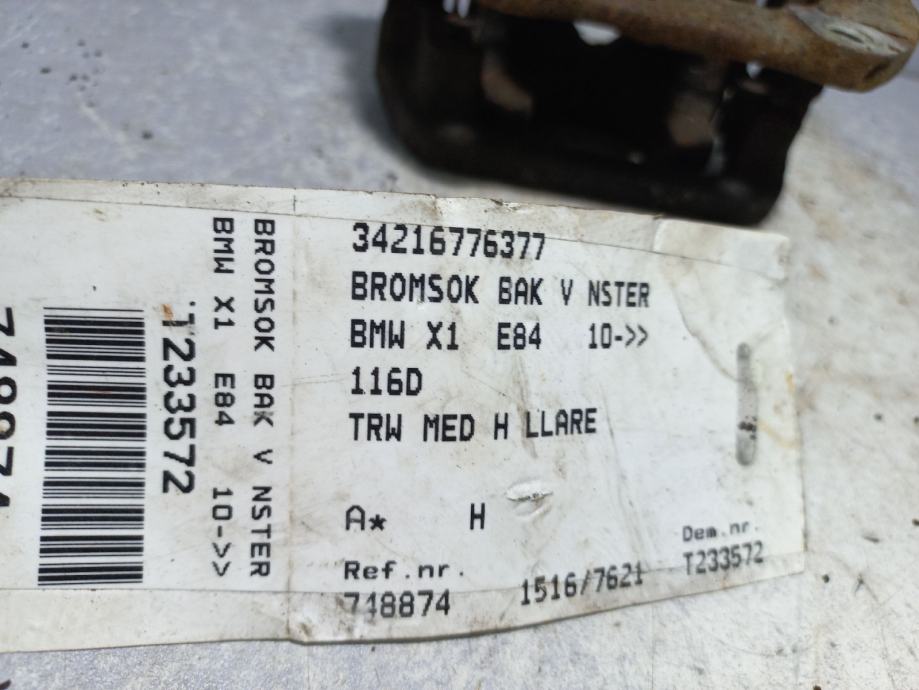 BROMSOK BAK V NSTER
BMW X1 E84 10->>
T233572
34216776377
BROMSOK BAK V NSTER
BMW X1 E84 10->>
116D
TRW MED H LLARE
A* H
Ref.nr. Dem.nr.
718874 1516/7621 T233572